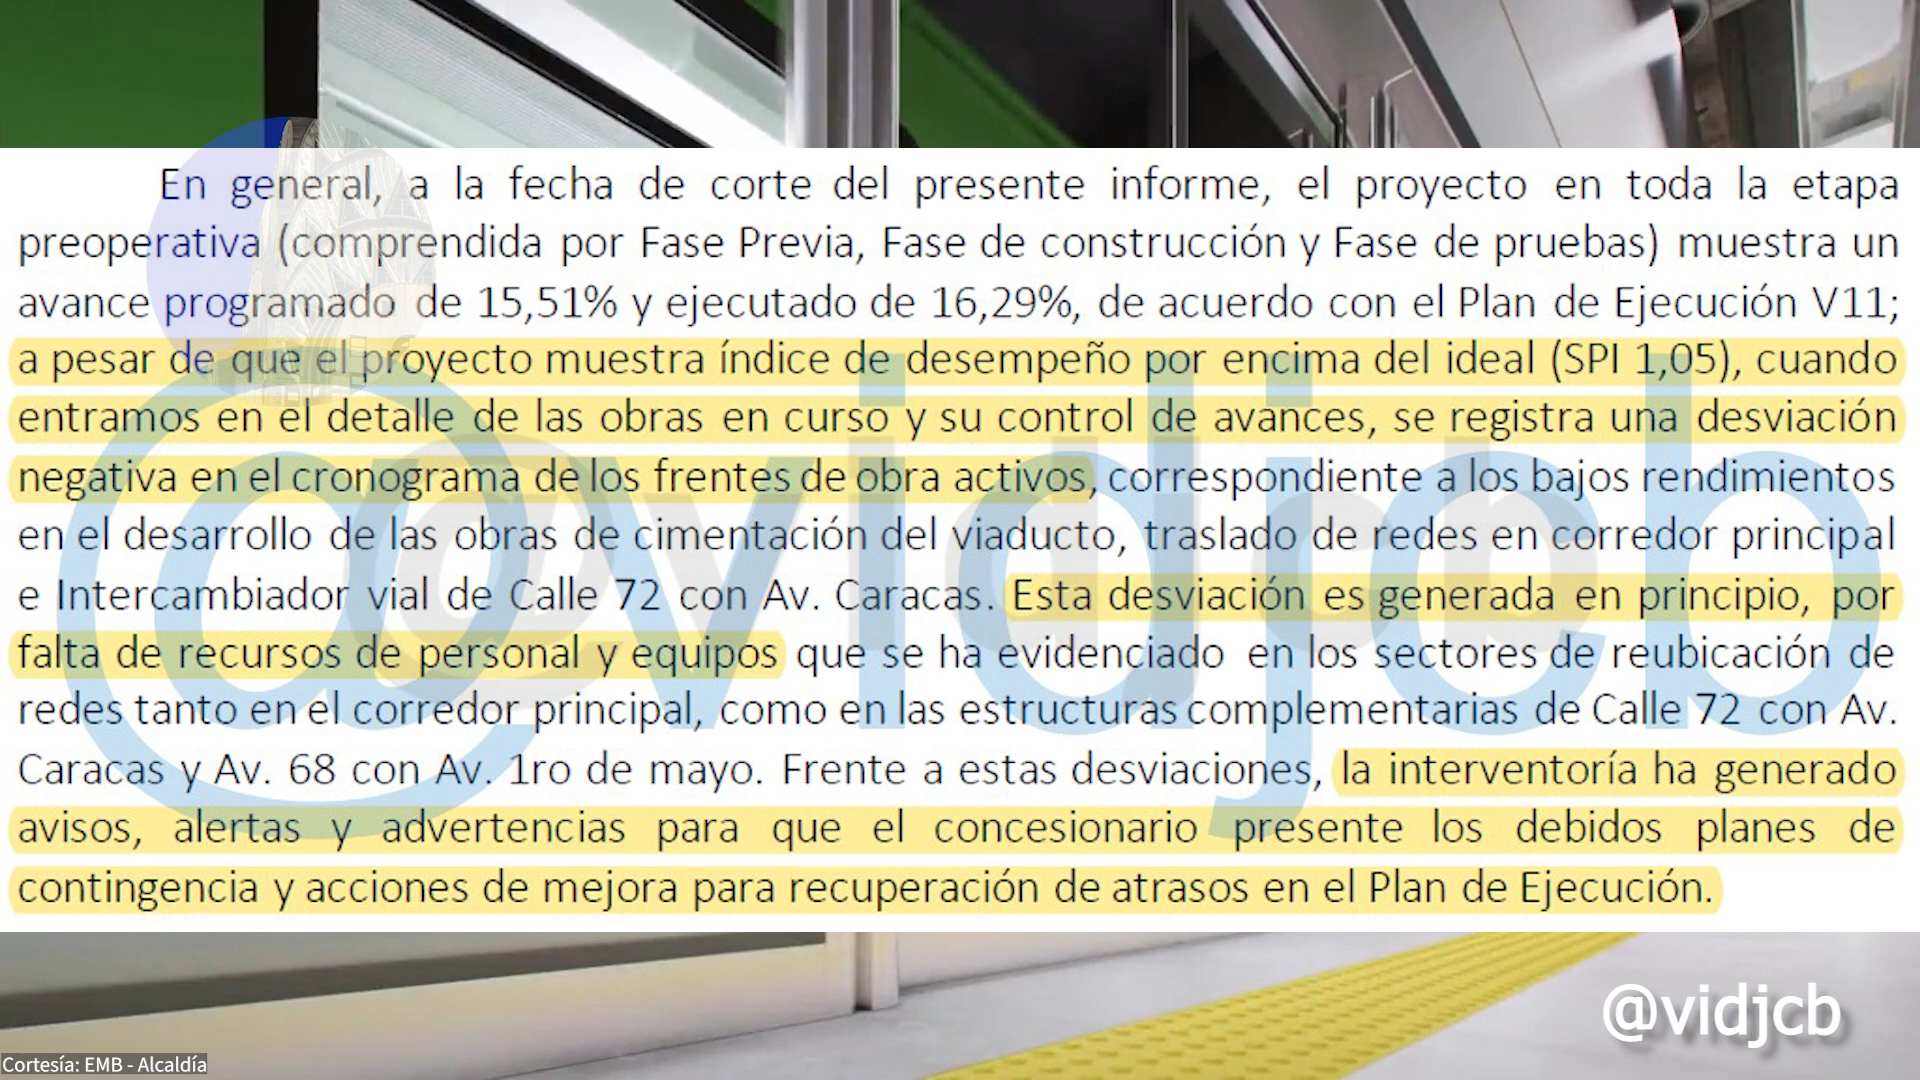 En general, a la fecha de corte del presente informe, el proyecto en toda la etapa
preoperativa (comprendida por Fase Previa, Fase de construcción y Fase de pruebas) muestra un
avance programado de 15,51% y ejecutado de 16,29%, de acuerdo con el Plan de Ejecución V11;
a pesar de que el proyecto muestra índice de desempeño por encima del ideal (SPI 1,05), cuando
entramos en el detalle de las obras en curso y su control de avances, se registra una desviación
negativa en el cronograma de los frentes de obra activos, correspondiente a los bajos rendimientos
en el desarrollo de las obras de cimentación del viaducto, traslado de redes en corredor principal
e Intercambiador vial de Calle 72 con Av. Caracas. Esta desviación es generada en principio, por
falta de recursos de personal y equipos que se ha evidenciado en los sectores de reubicación de
redes tanto en el corredor principal, como en las estructuras complementarias de Calle 72 con Av.
Caracas y Av. 68 con Av. 1ro de mayo. Frente a estas desviaciones, la interventoría ha generado
avisos, alertas y advertencias para que el concesionario presente los debidos planes de
contingencia y acciones de mejora para recuperación de atrasos en el Plan de Ejecución.
@vidjcb
@vidjcb
@vidjcb
Cortesía: EMB - Alcaldía